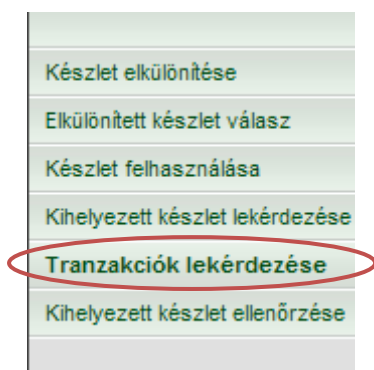 Készlet elkülönítése
Elkülönített készlet válasz
Készlet felhasználása
Kihelyezett készlet lekérdezése
Tranzakciók lekérdezése
Kihelyezett készlet ellenőrzése